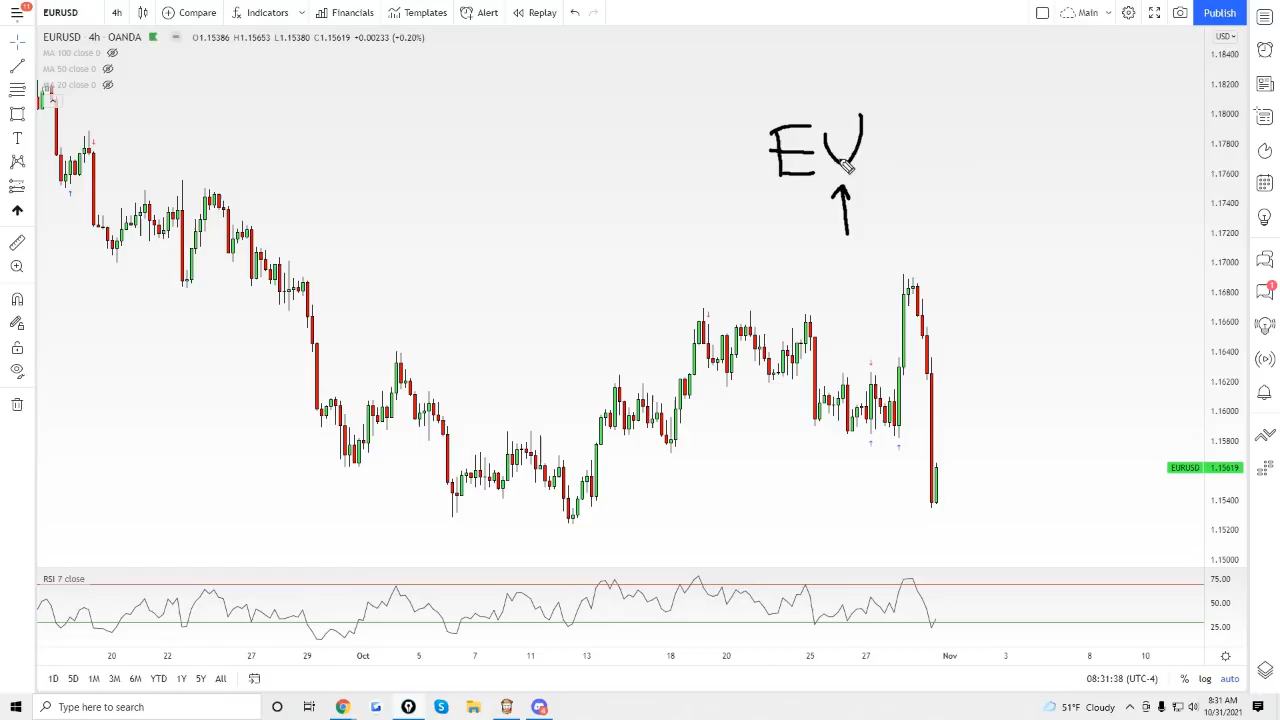 11 EURUSD 4h Compare Indicators Financials Templates Alert Replay Main Publish
EURUSD · 4h · OANDA O1.15386 H1.15653 L1.15380 C1.15619 +0.00233 (+0.20%) USD
MA 100 close 0
MA 50 close 0
MA 20 close 0
EU
1.18400
1.18200
1.18000
1.17800
1.17600
1.17400
1.17200
1.17000
1.16800
1.16600
1.16400
1.16200
1.16000
1.15800
EURUSD 1.15619
1.15400
1.15200
1.15000
1
RSI 7 close
75.00
50.00
25.00
20 22 27 29 Oct 5 7 11 13 18 20 25 27 Nov 3 8 10
1D 5D 1M 3M 6M YTD 1Y 5Y All 08:31:38 (UTC-4) % log auto
Type here to search 51°F Cloudy 8:31 AM
10/31/2021